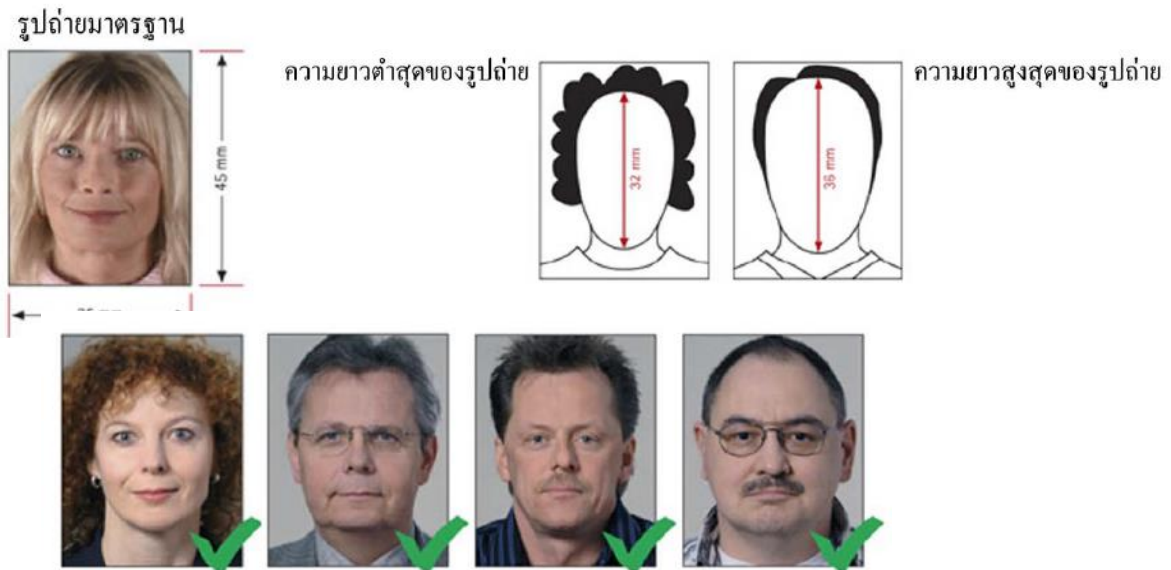 รูปถ่ายมาตรฐาน
45 mm
ความยาวต่ำสุดของรูปถ่าย
32 mm
36 mm
ความยาวสูงสุดของรูปถ่าย